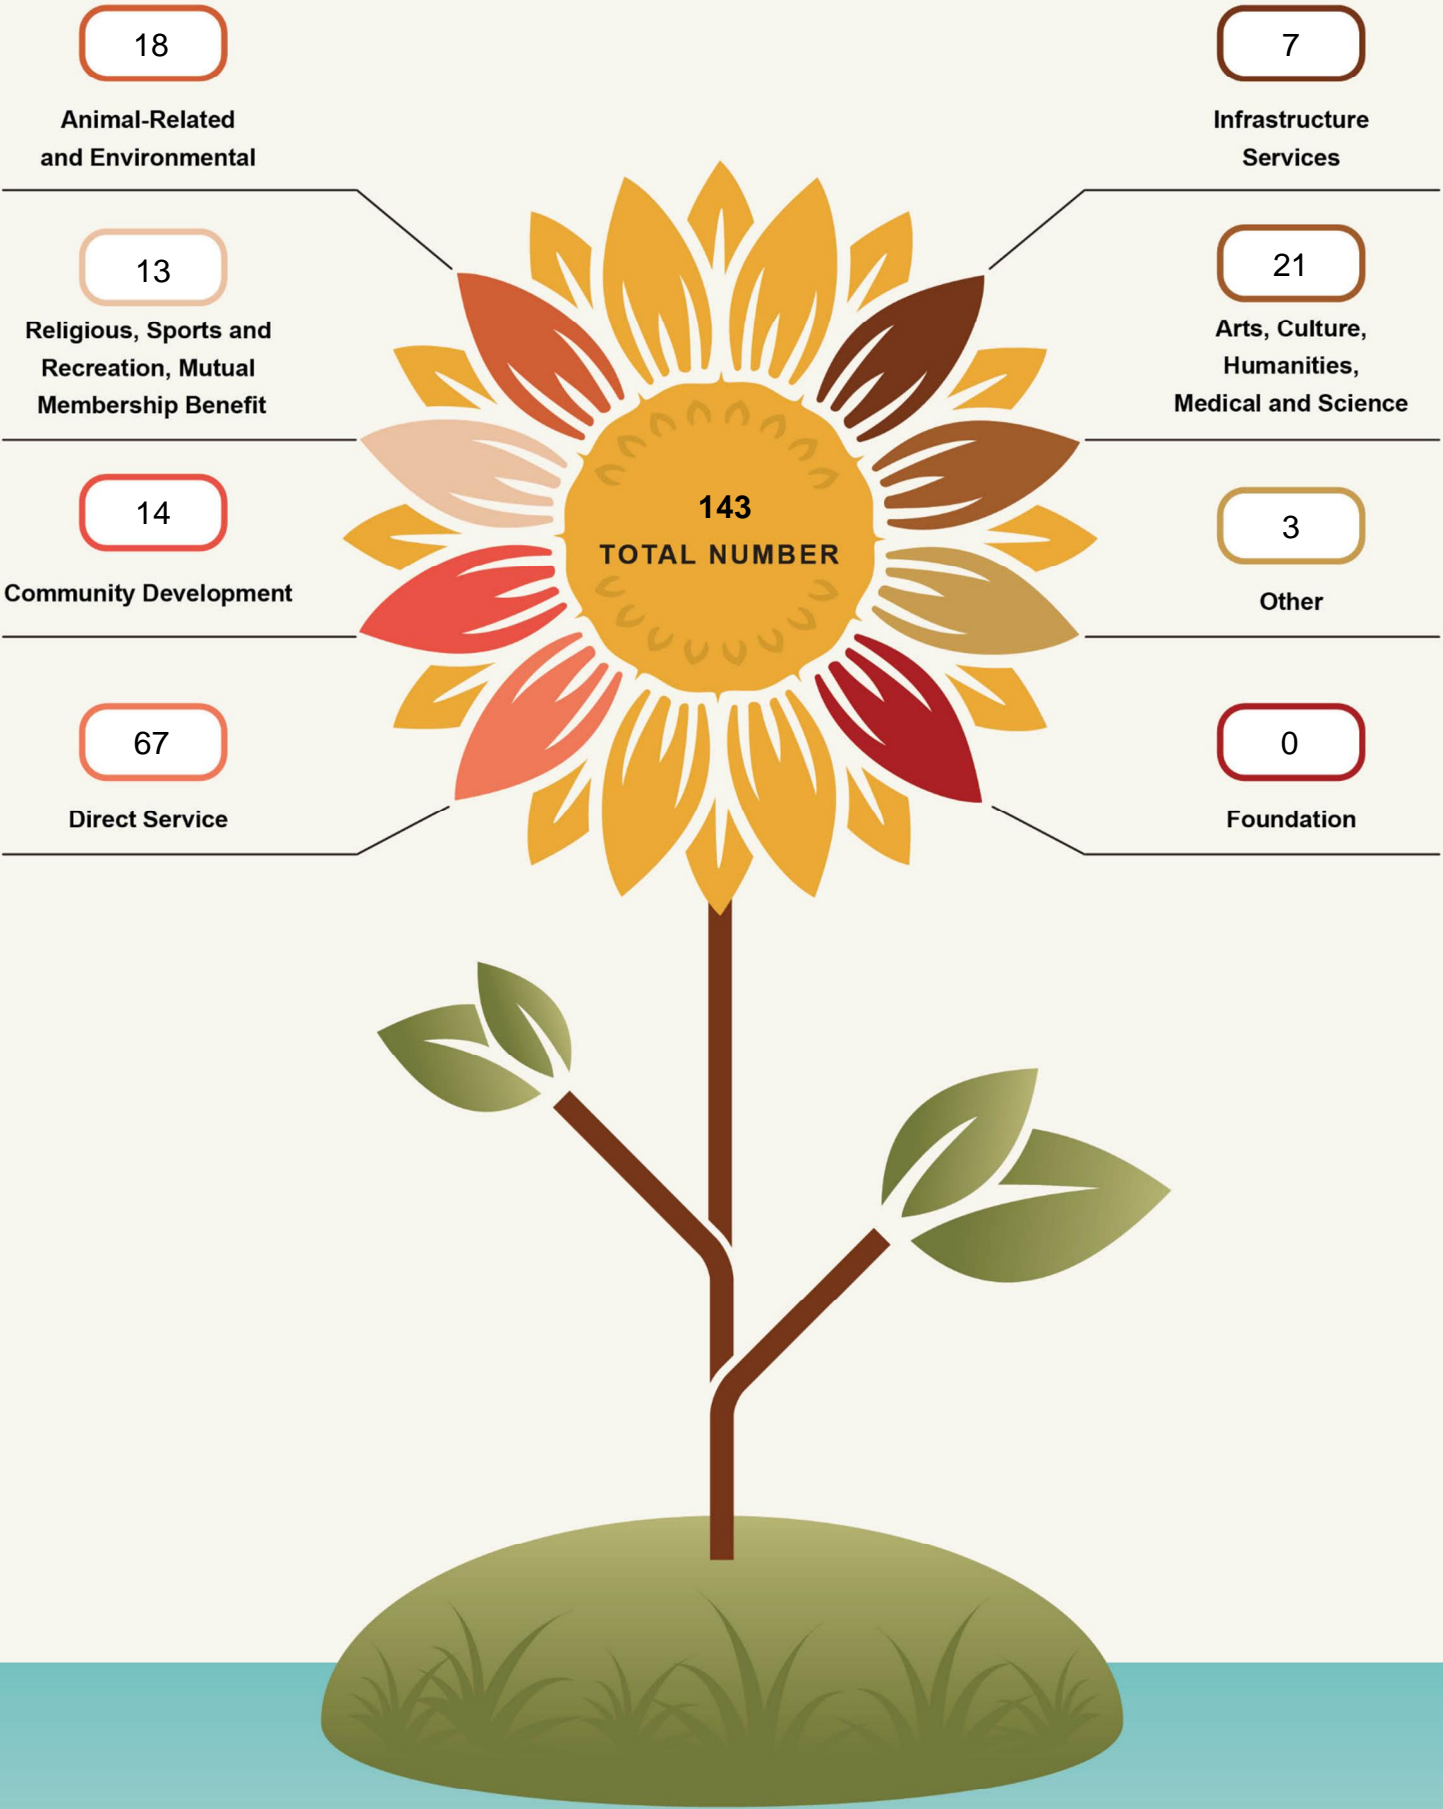 18
Animal-Related
and Environmental
13
Religious, Sports and
Recreation, Mutual
Membership Benefit
14
Community Development
67
Direct Service
143
TOTAL NUMBER
7
Infrastructure
Services
21
Arts, Culture,
Humanities,
Medical and Science
3
Other
0
Foundation